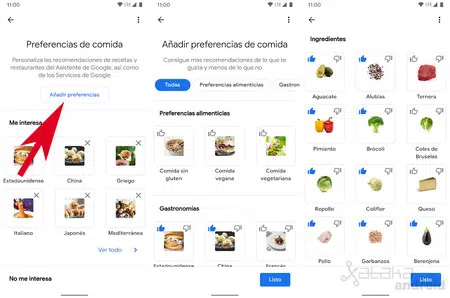 11:00
Preferencias de comida
Personaliza las recomendaciones de recetas y
restaurantes del Asistente de Google, así como
de los Servicios de Google
Añadir preferencias
Me interesa
Estadounidense
China
Griego
Italiano
Japonés
Mediterránea
Ver todo
No me interesa
11:00
Añadir preferencias de comida
Consigue más recomendaciones de lo que te
gusta y menos de lo que no
Todas
Preferencias alimenticias
Gastron
Preferencias alimenticias
Comida sin
gluten
Comida
vegana
Comida
vegetariana
Gastronomías
Estadounidense
China
Francés
Listo
11:00
Ingredientes
Aguacate
Alubias
Ternera
Pimiento
Brócoli
Coles de
Bruselas
Repollo
Coliflor
Queso
Pollo
Garbanzos
Berenjena
Listo
Xataka
android